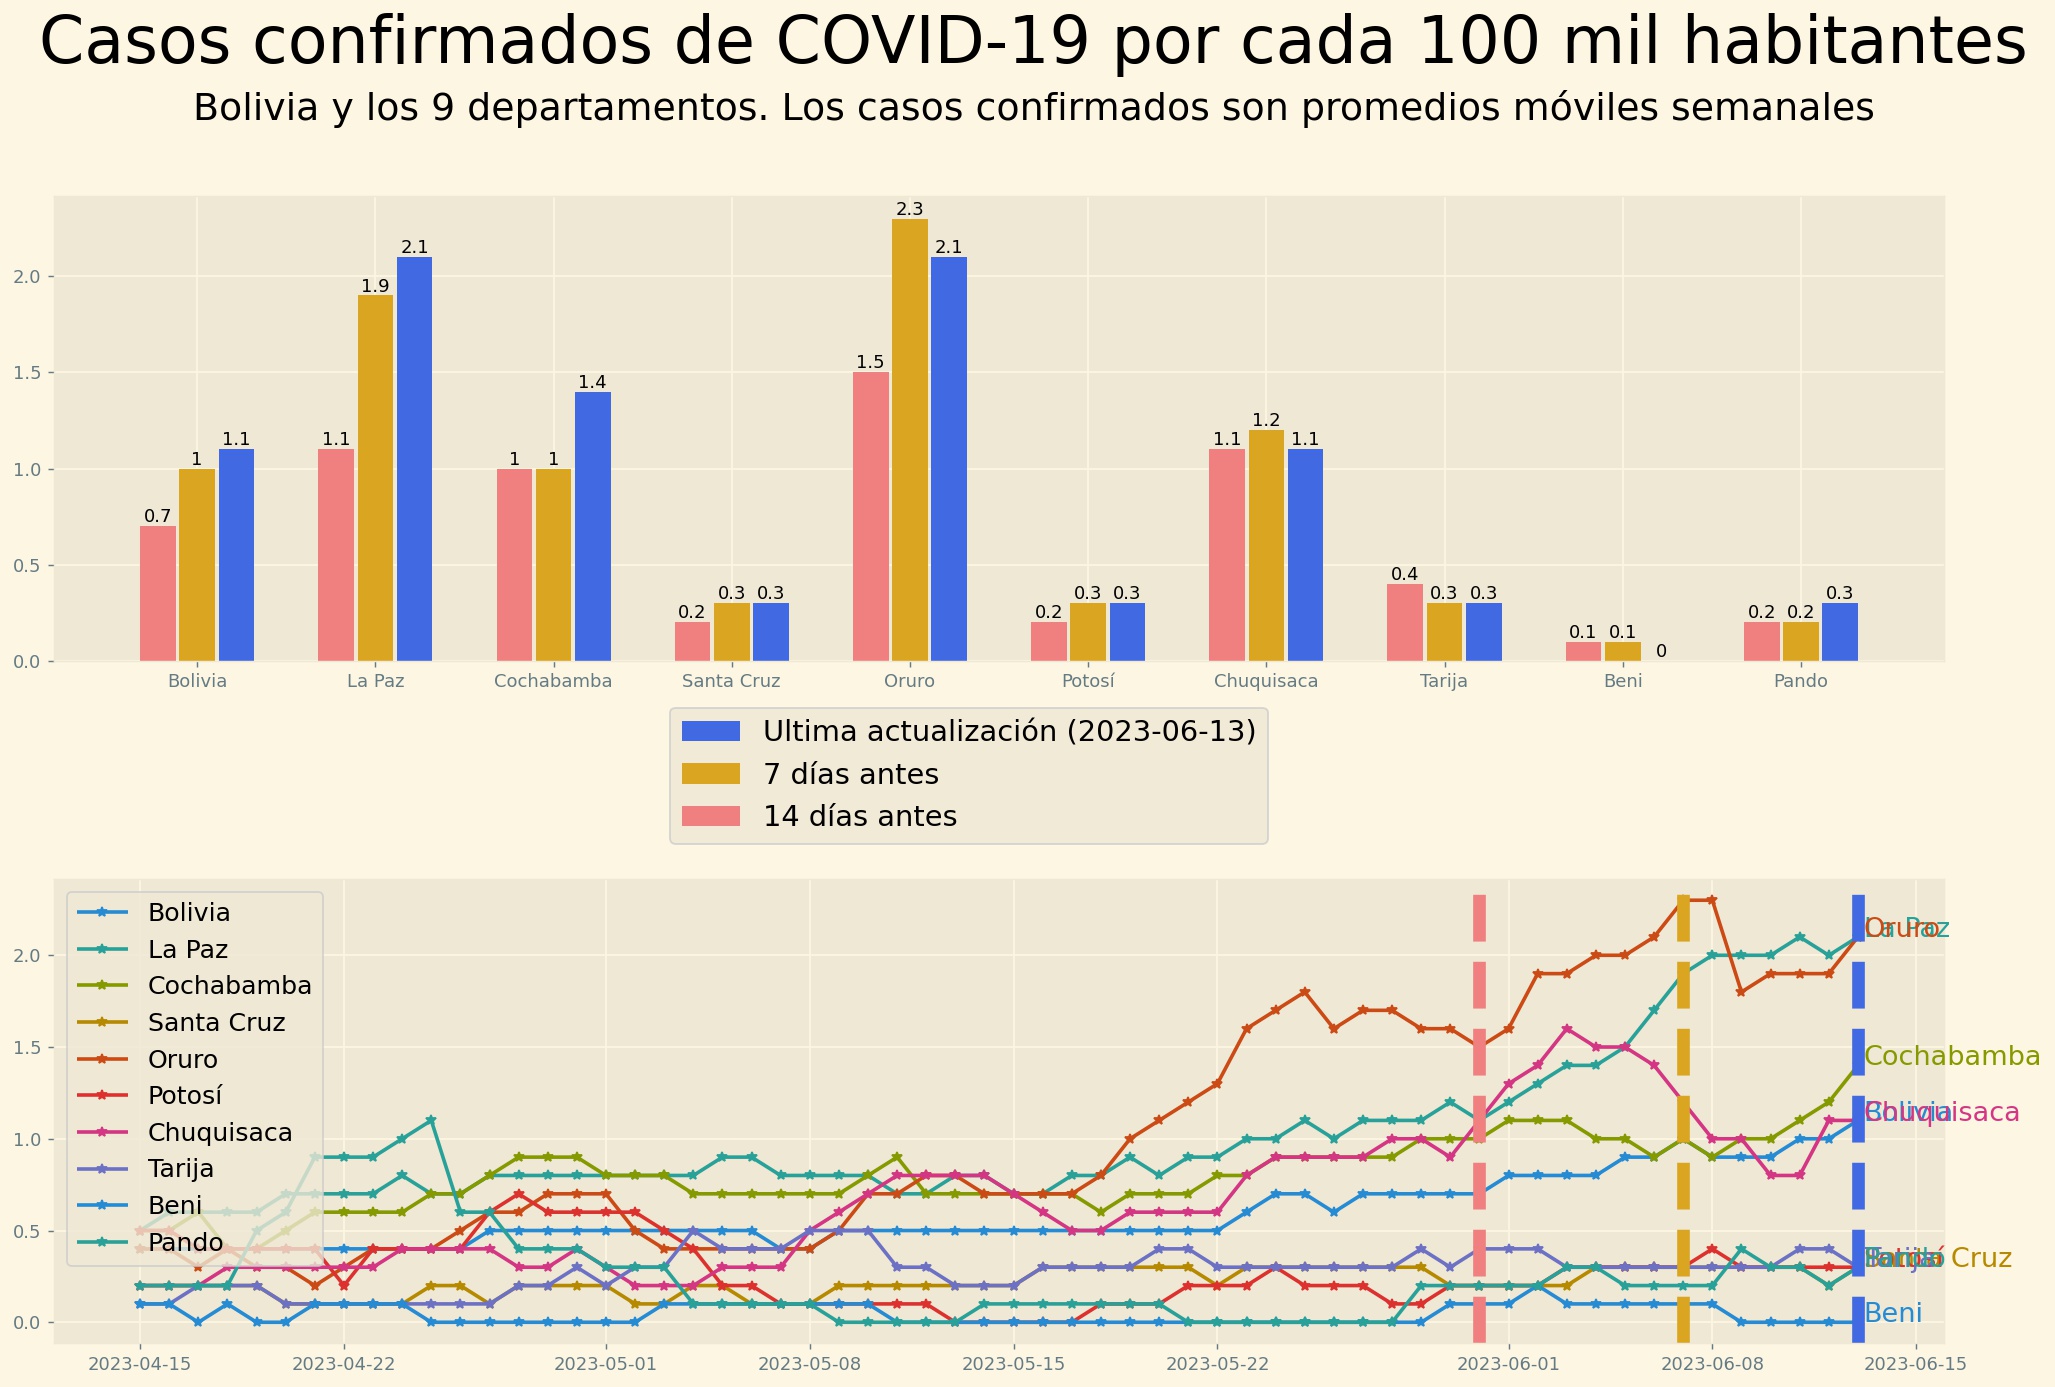 Casos confirmados de COVID-19 por cada 100 mil habitantes
Bolivia y los 9 departamentos. Los casos confirmados son promedios móviles semanales
2.3
2.1 2.1
2.0
1.9
1.5 1.5
1.4
1.1 1.1 1.1 1.2 1.1
1.0 1 1 1
0.7
0.5
0.4
0.2 0.3 0.3 0.2 0.3 0.3 0.3 0.3 0.2 0.2 0.3
0.1 0.1 0
0.0
Bolivia La Paz Cochabamba Santa Cruz Oruro Potosí Chuquisaca Tarija Beni Pando
Ultima actualización (2023-06-13)
7 días antes
14 días antes
Bolivia
La Paz
Cochabamba
Santa Cruz
Oruro
Potosí
Chuquisaca
Tarija
Beni
Pando
2.0
1.5
1.0
0.5
0.0
Oruro
La Paz
Cochabamba
Bolivia
Chuquisaca
Santa Cruz
Beni
2023-04-15 2023-04-22 2023-05-01 2023-05-08 2023-05-15 2023-05-22 2023-06-01 2023-06-08 2023-06-15